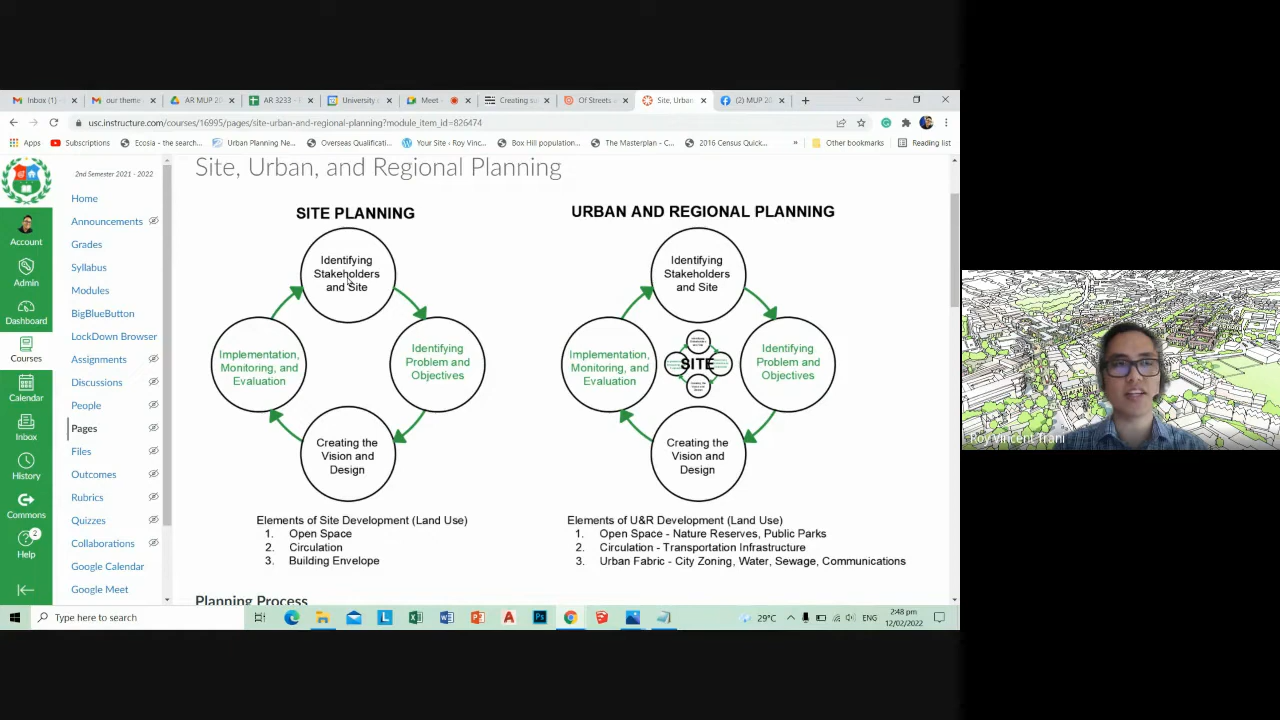 Inbox (1)
our theme
AR MUP 2
AR 3233 -
University
Meet -
Creating su
Of Streets
Site, Urban
(2) MUP 2
usc.instructure.com/courses/16995/pages/site-urban-and-regional-planning?module_item_id=826474
Apps
Subscriptions
Ecosia - the search...
Urban Planning Ne...
Overseas Qualificati...
Your Site ‹ Roy Vinc...
Box Hill population...
The Masterplan - C...
2016 Census Quick...
»
Other bookmarks
Reading list
Site, Urban, and Regional Planning
2nd Semester 2021 - 2022
Home
Announcements
Grades
Syllabus
Modules
BigBlueButton
LockDown Browser
Assignments
Discussions
People
Pages
Files
Outcomes
Rubrics
Quizzes
Collaborations
Google Calendar
Google Meet
Account
Admin
Dashboard
Courses
Calendar
Inbox
History
Commons
2
Help
SITE PLANNING
Identifying
Stakeholders
and Site
Identifying
Problem and
Objectives
Creating the
Vision and
Design
Implementation,
Monitoring, and
Evaluation
Elements of Site Development (Land Use)
1. Open Space
2. Circulation
3. Building Envelope
URBAN AND REGIONAL PLANNING
Identifying
Stakeholders
and Site
Identifying
Problem and
Objectives
Creating the
Vision and
Design
Implementation,
Monitoring, and
Evaluation
SITE
Elements of U&R Development (Land Use)
1. Open Space - Nature Reserves, Public Parks
2. Circulation - Transportation Infrastructure
3. Urban Fabric - City Zoning, Water, Sewage, Communications
Planning Process
Roy Vincent Trani
Type here to search
29°C
ENG
2:48 pm
12/02/2022